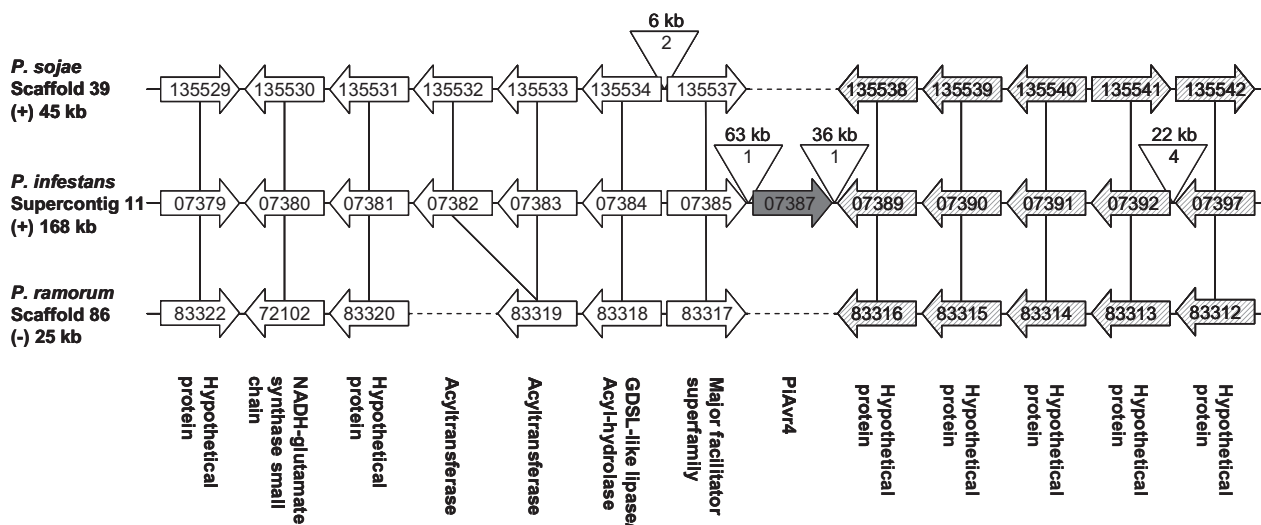 6 kb
2
P. sojae
Scaffold 39
(+) 45 kb
135529 135530 135531 135532 135533 135534 135537 135538 135539 135540 135541 135542
63 kb 36 kb 22 kb
1 1 4
P. infestans
Supercontig 11
(+) 168 kb
07379 07380 07381 07382 07383 07384 07385 07387 07389 07390 07391 07392 07397
P. ramorum
Scaffold 86
(-) 25 kb
83322 72102 83320 83319 83318 83317 83316 83315 83314 83313 83312
Hypothetical
protein
NADH-glutamate
synthase small
chain
Hypothetical
protein
Acyltransferase
Acyltransferase
GDSL-like lipase/
Acyl-hydrolase
Major facilitator
superfamily
PiAvr4
Hypothetical
protein
Hypothetical
protein
Hypothetical
protein
Hypothetical
protein
Hypothetical
protein